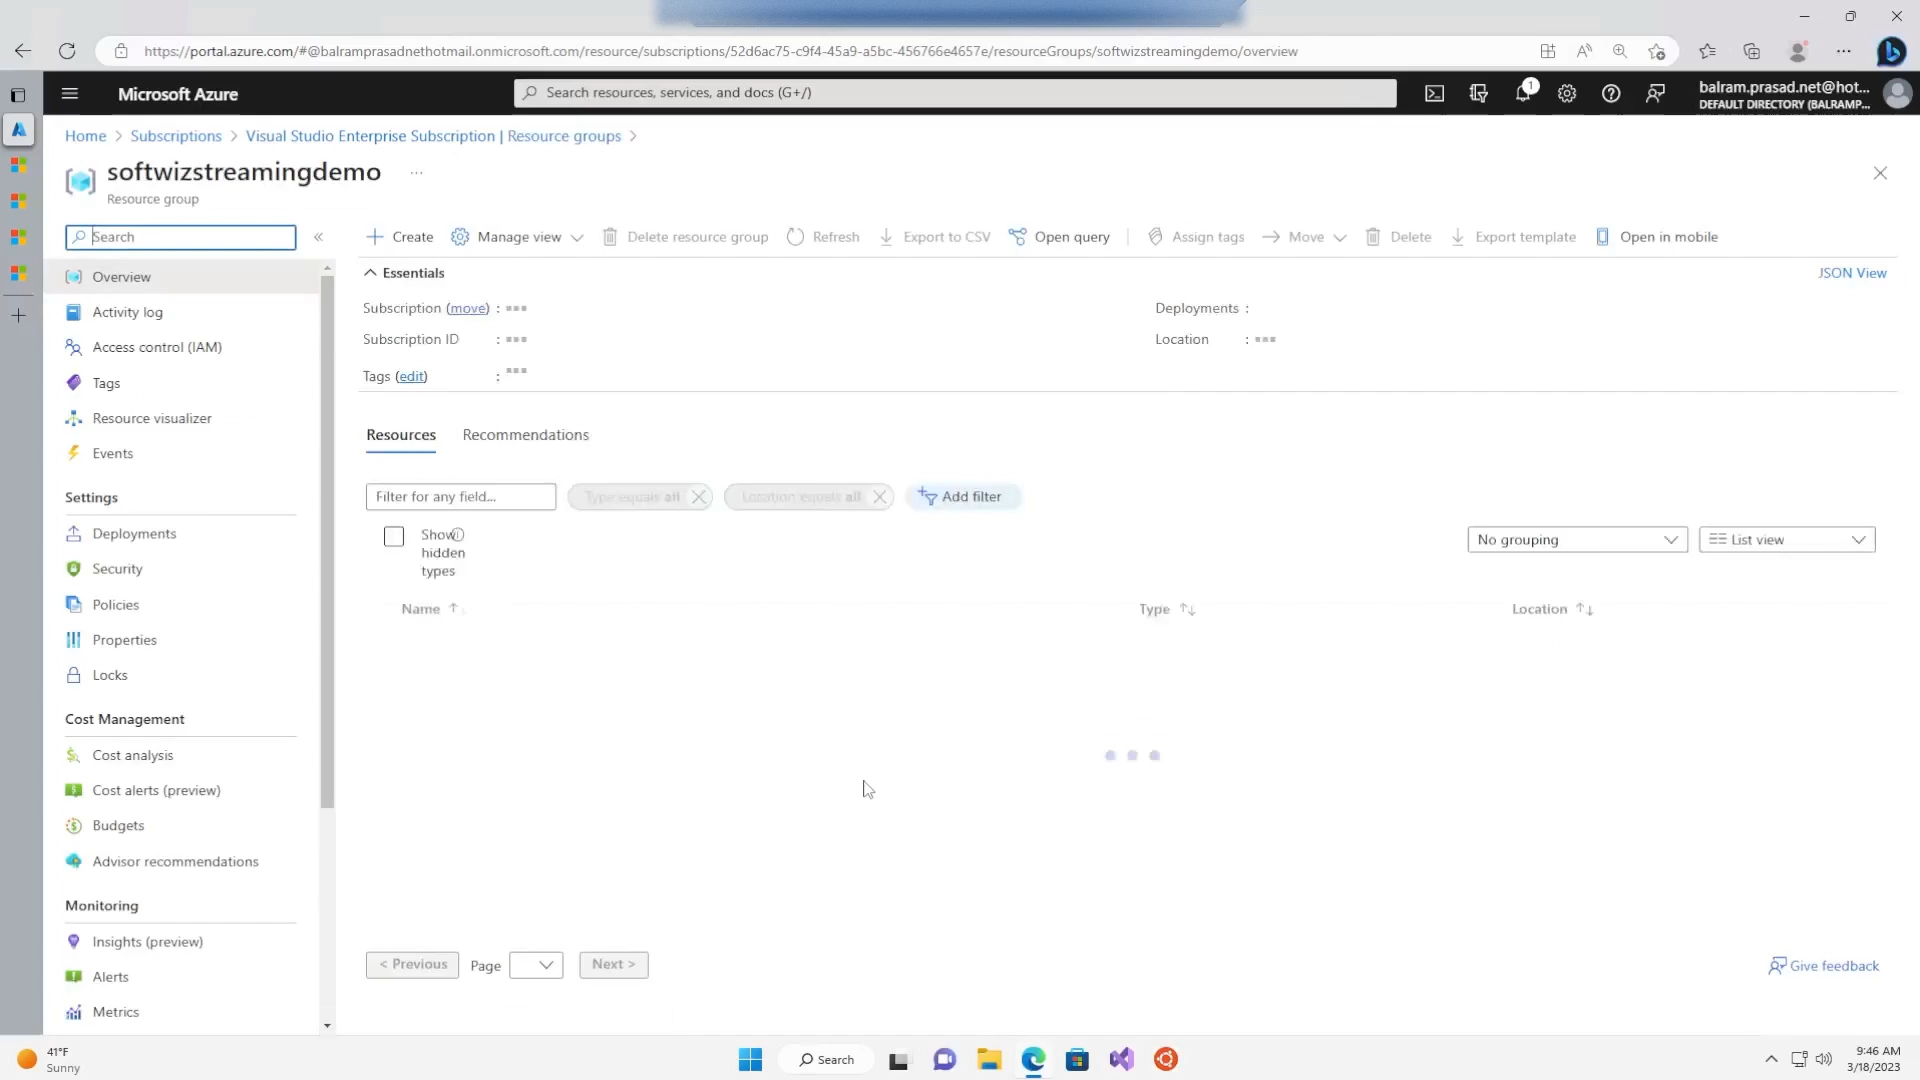 https://portal.azure.com/#@balramprasadnethotmail.onmicrosoft.com/resource/subscriptions/52d6ac75-c9f4-45a9-a5bc-456766e4657e/resourceGroups/softwizstreamingdemo/overview
Microsoft Azure
Search resources, services, and docs (G+/)
1
balram.prasad.net@hot...
DEFAULT DIRECTORY (BALRAMP...
Home > Subscriptions > Visual Studio Enterprise Subscription | Resource groups >
softwizstreamingdemo ...
Resource group
Search
Create
Manage view
Delete resource group
Refresh
Export to CSV
Open query
Assign tags
Move
Delete
Export template
Open in mobile
Overview
Activity log
Access control (IAM)
Tags
Resource visualizer
Events
Settings
Deployments
Security
Policies
Properties
Locks
Cost Management
Cost analysis
Cost alerts (preview)
Budgets
Advisor recommendations
Monitoring
Insights (preview)
Alerts
Metrics
Essentials
JSON View
Subscription (move) :
Deployments :
Subscription ID :
Location :
Tags (edit) :
Resources
Recommendations
Filter for any field...
Type equals all
Location equals all
Add filter
Show
hidden
types
No grouping
List view
Name
Type
Location
< Previous
Page
Next >
Give feedback
41°F
Sunny
Search
9:46 AM
3/18/2023